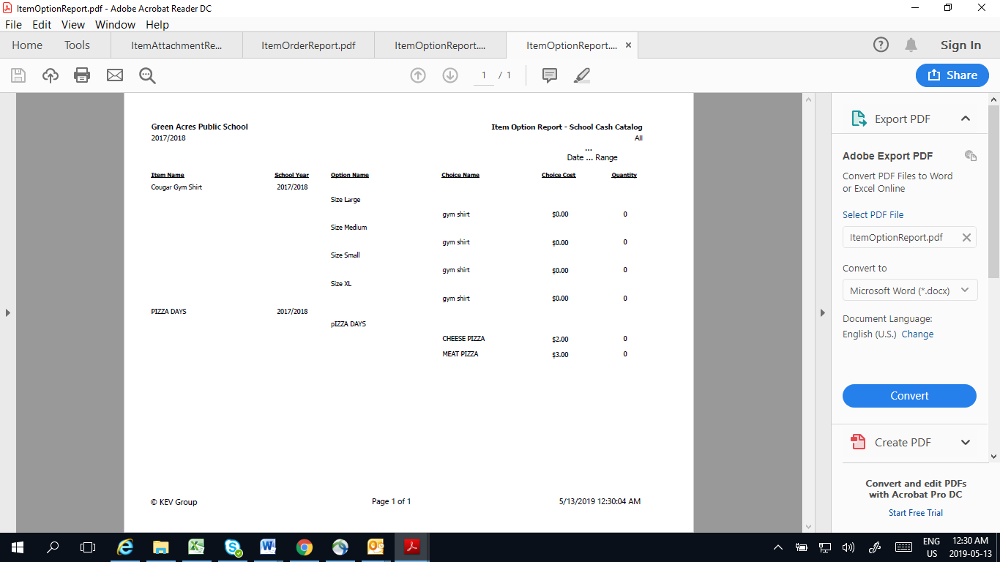 ItemOptionReport.pdf - Adobe Acrobat Reader DC
File Edit View Window Help
Home Tools ItemAttachmentRe... ItemOrderReport.pdf ItemOptionReport.... ItemOptionReport.... ×
1 / 1 Share
? Sign In
Green Acres Public School Item Option Report - School Cash Catalog
2017/2018 All
...
Date ... Range
Item Name School Year Option Name Choice Name Choice Cost Quantity
Cougar Gym Shirt 2017/2018
Size Large
gym shirt $0.00 0
Size Medium
gym shirt $0.00 0
Size Small
gym shirt $0.00 0
Size XL
gym shirt $0.00 0
PIZZA DAYS 2017/2018
pIZZA DAYS
CHEESE PIZZA $2.00 0
MEAT PIZZA $3.00 0
© KEV Group Page 1 of 1 5/13/2019 12:30:04 AM
Export PDF
Adobe Export PDF
Convert PDF Files to Word
or Excel Online
Select PDF File
ItemOptionReport.pdf
Convert to
Microsoft Word (*.docx)
Document Language:
English (U.S.) Change
Convert
Create PDF
Convert and edit PDFs
with Acrobat Pro DC
Start Free Trial
ENG 12:30 AM
US 2019-05-13